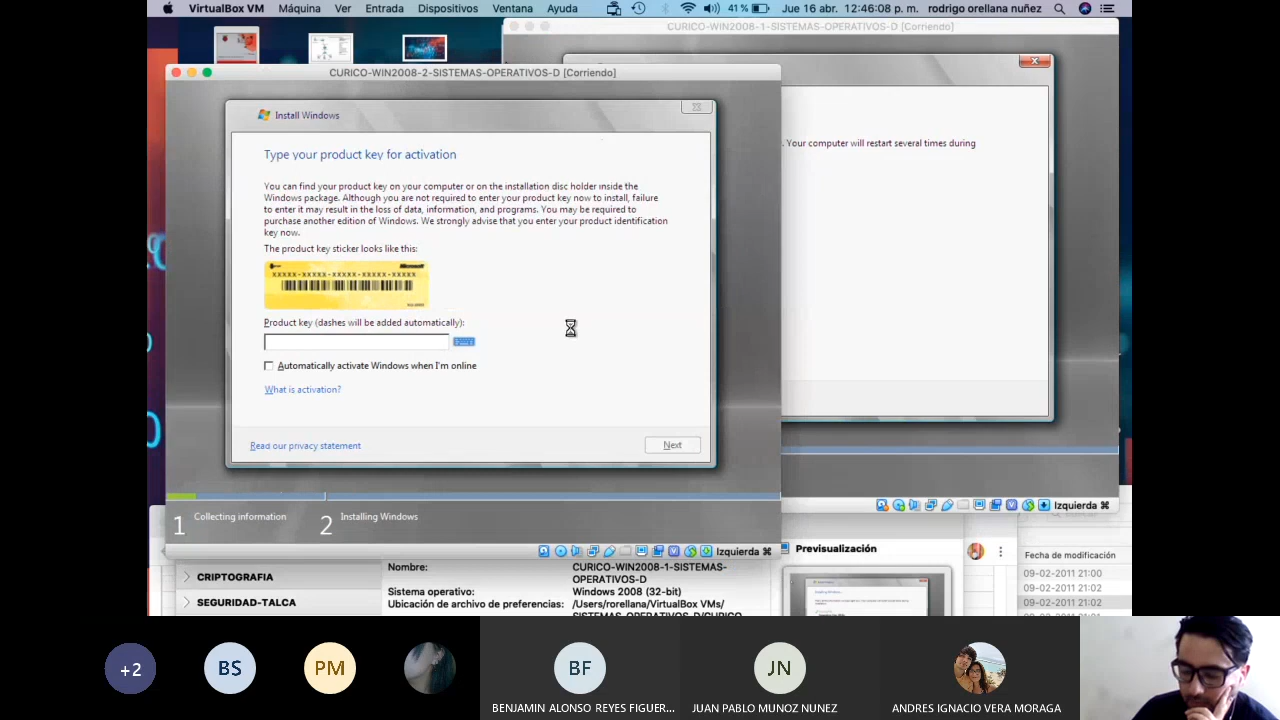 VirtualBox VM Máquina Ver Entrada Dispositivos Ventana Ayuda 41% Jue 16 abr. 12:46:08 p. m. rodrigo orellana nuñez
CURICO-WIN2008-1-SISTEMAS-OPERATIVOS-D [Corriendo]
CURICO-WIN2008-2-SISTEMAS-OPERATIVOS-D [Corriendo]
Install Windows
Type your product key for activation
. Your computer will restart several times during
You can find your product key on your computer or on the installation disc holder inside the
Windows package. Although you are not required to enter your product key now to install, failure
to enter it may result in the loss of data, information, and programs. You may be required to
purchase another edition of Windows. We strongly advise that you enter your product identification
key now.
The product key sticker looks like this:
Microsoft
XXXXX-XXXXX-XXXXX-XXXXX-XXXXX
Product key (dashes will be added automatically):
Automatically activate Windows when I'm online
What is activation?
Read our privacy statement
Next
1 Collecting information
2 Installing Windows
Izquierda ⌘
Izquierda ⌘
CRIPTOGRAFIA
SEGURIDAD-TALCA
Nombre: CURICO-WIN2008-1-SISTEMAS-
OPERATIVOS-D
Sistema operativo: Windows 2008 (32-bit)
Ubicación de archivo de preferencias: /Users/rorellana/VirtualBox VMs/
Previsualización
Fecha de modificación
09-02-2011 21:00
09-02-2011 21:02
09-02-2011 21:02
+2
BS
PM
BF
JN
BENJAMIN ALONSO REYES FIGUER...
JUAN PABLO MUNOZ NUNEZ
ANDRES IGNACIO VERA MORAGA